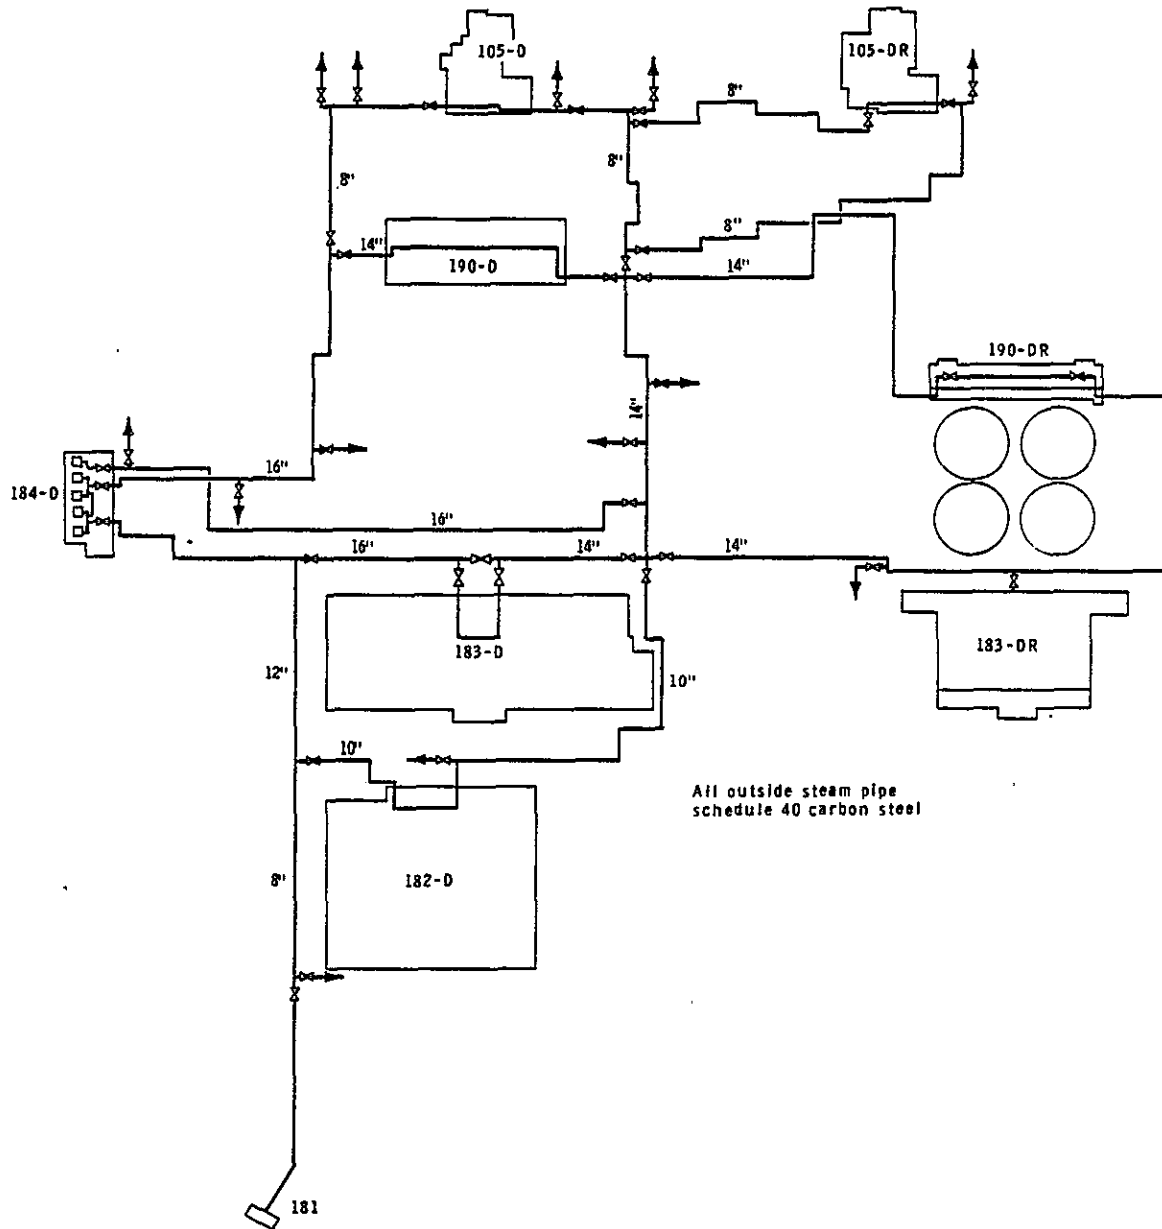 105-D
105-DR
8"
8"
8"
8"
14"
190-D
14"
190-DR
14"
16"
184-D
16"
16"
14"
14"
183-D
183-DR
12"
10"
10"
All outside steam pipe
schedule 40 carbon steel
182-D
8"
181